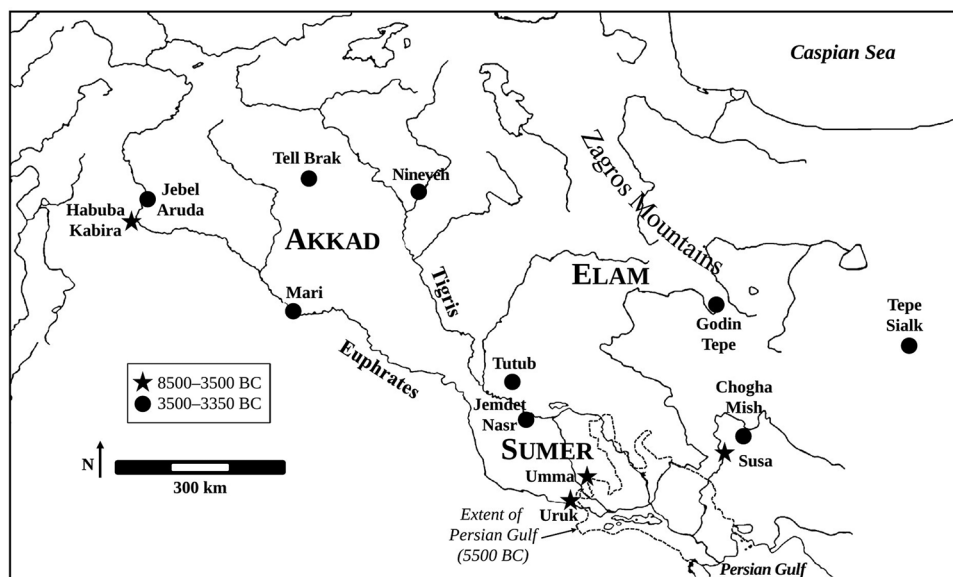 Caspian Sea
Zagros Mountains
Tell Brak
Nineveh
Jebel
Aruda
Habuba
Kabira
AKKAD
ELAM
Tigris
Mari
Godin
Tepe
Tepe
Sialk
Euphrates
Tutub
8500–3500 BC
3500–3350 BC
Chogha
Mish
Jemdet
Nasr
SUMER
Susa
N
300 km
Umma
Uruk
Extent of
Persian Gulf
(5500 BC)
Persian Gulf